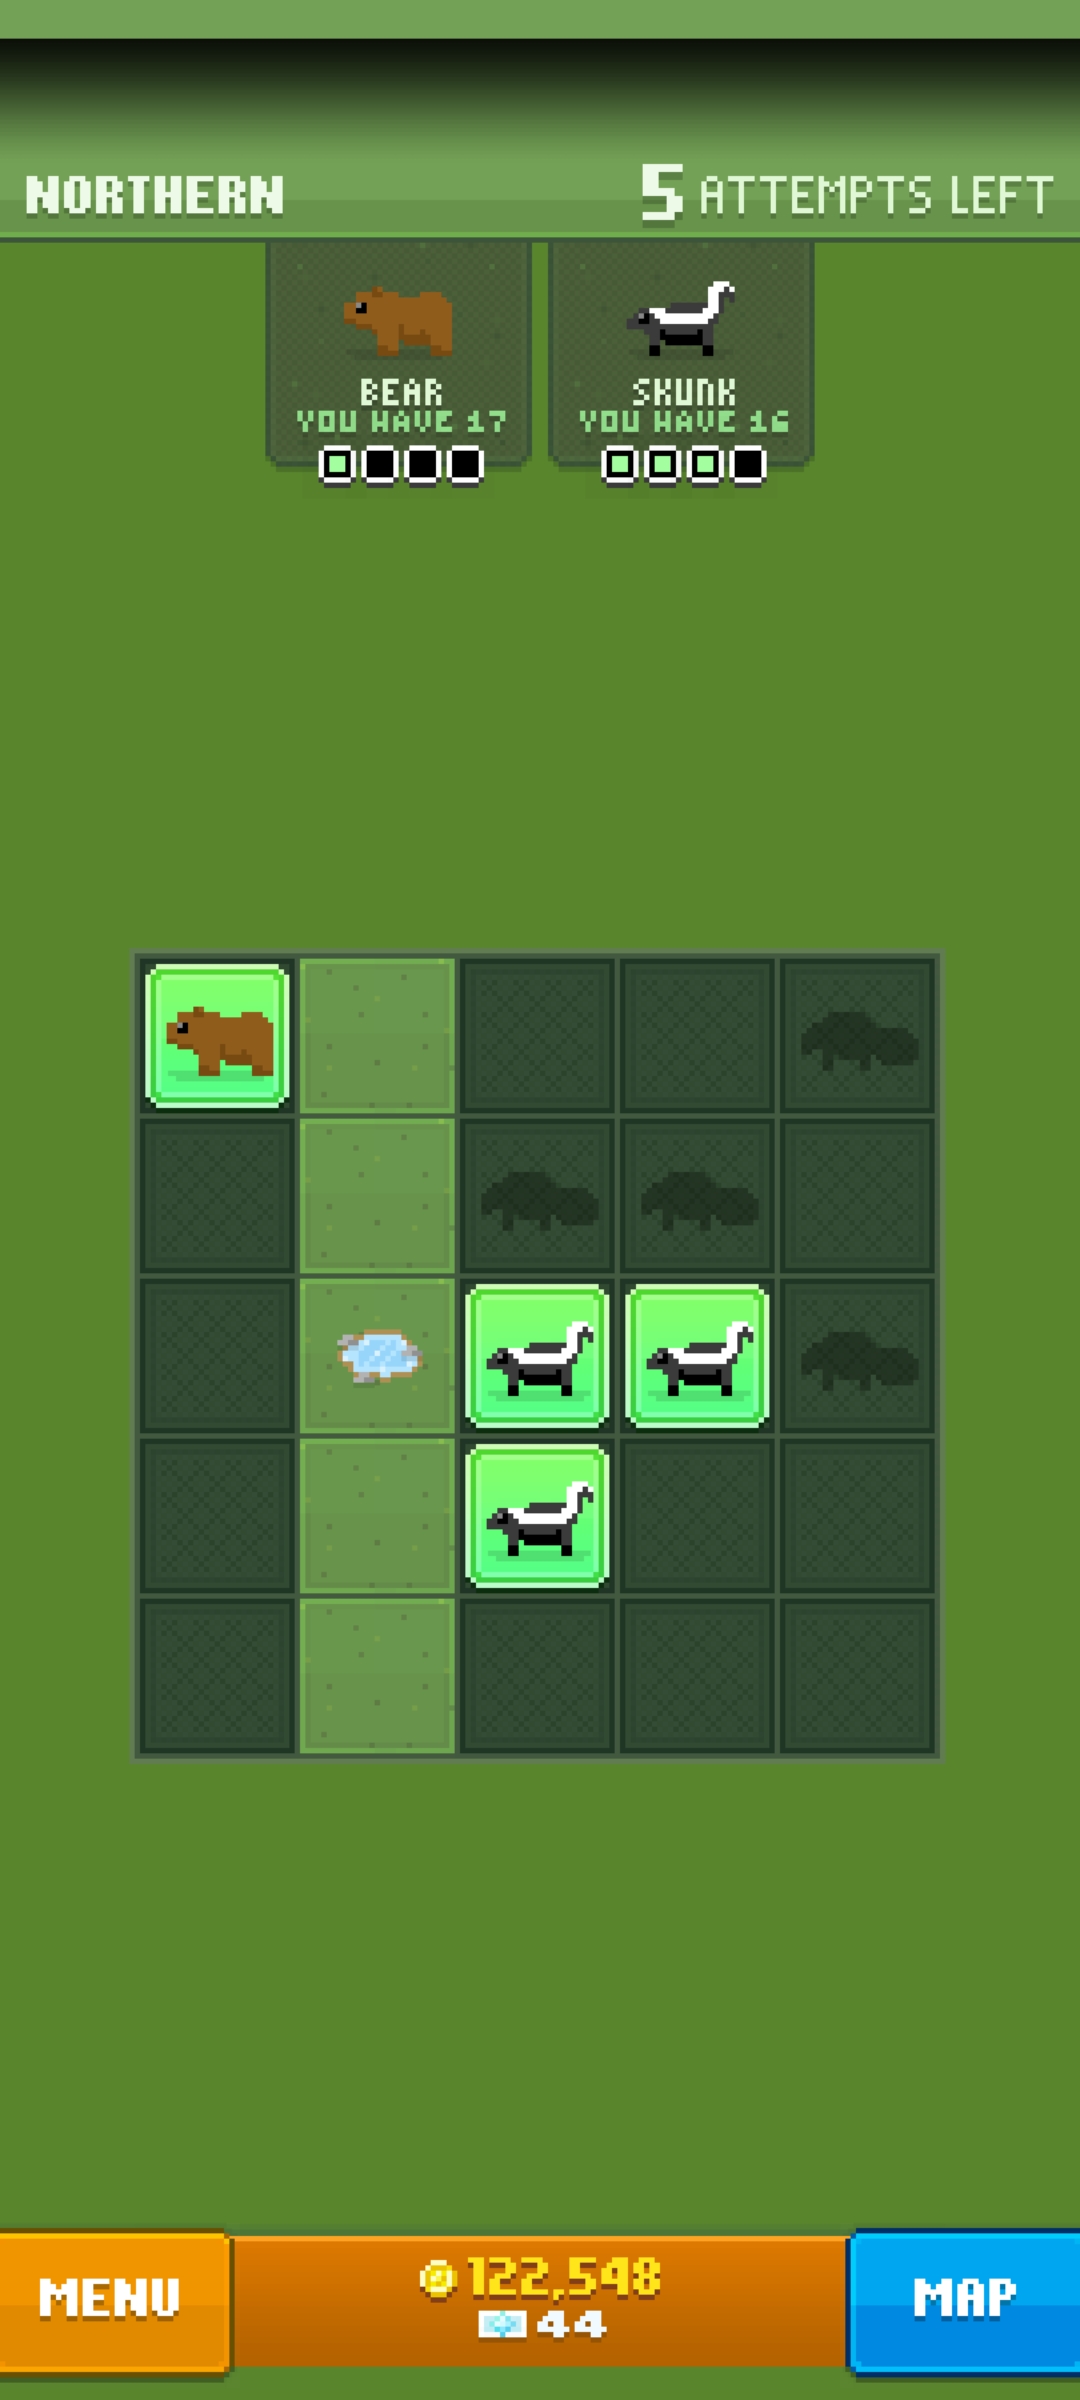 NORTHERN
5 ATTEMPTS LEFT
BEAR
YOU HAVE 17
SKUNK
YOU HAVE 16
MENU
122,548
44
MAP